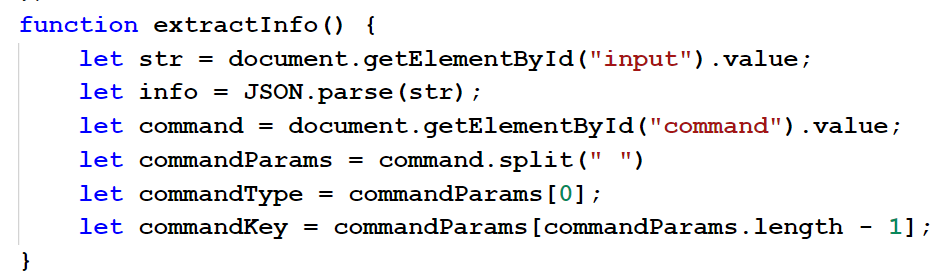 function extractInfo() {
    let str = document.getElementById("input").value;
    let info = JSON.parse(str);
    let command = document.getElementById("command").value;
    let commandParams = command.split(" ")
    let commandType = commandParams[0];
    let commandKey = commandParams[commandParams.length - 1];
}